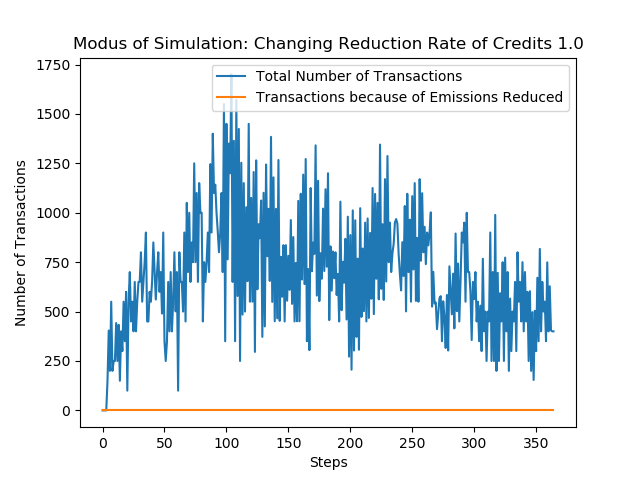 Modus of Simulation: Changing Reduction Rate of Credits 1.0
Total Number of Transactions
Transactions because of Emissions Reduced
1750
1500
1250
1000
750
500
250
0
Number of Transactions
0 50 100 150 200 250 300 350
Steps